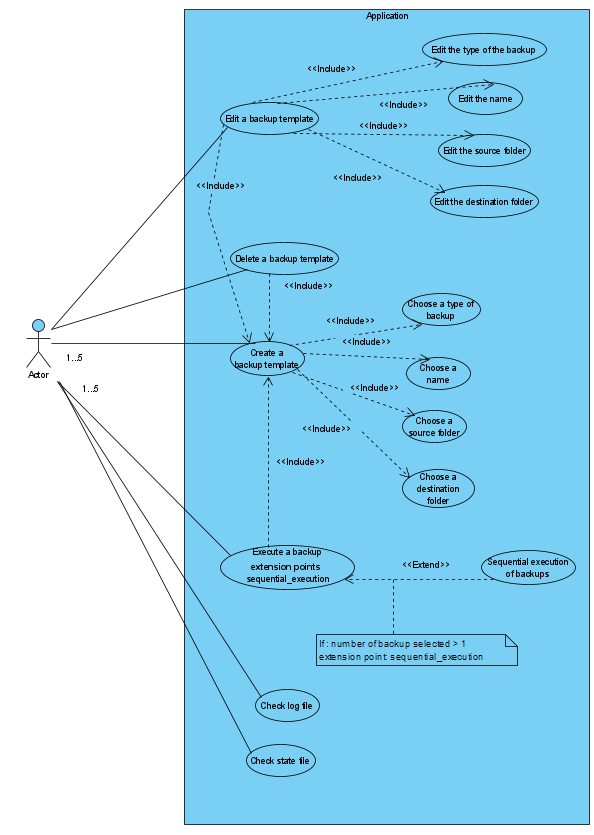 Application
Edit the type of the backup
<<Include>>
Edit the name
<<Include>>
Edit a backup template
<<Include>>
Edit the source folder
<<Include>>
<<Include>>
Edit the destination folder
Delete a backup template
<<Include>>
Choose a type of
backup
<<Include>>
<<Include>>
1...5
Create a
backup template
Actor
Choose a
name
1...5
<<Include>>
Choose a
source folder
<<Include>>
<<Include>>
Choose a
destination
folder
Execute a backup
extension points
sequential_execution
<<Extend>>
Sequential execution
of backups
If : number of backup selected > 1
extension point: sequential_execution
Check log file
Check state file